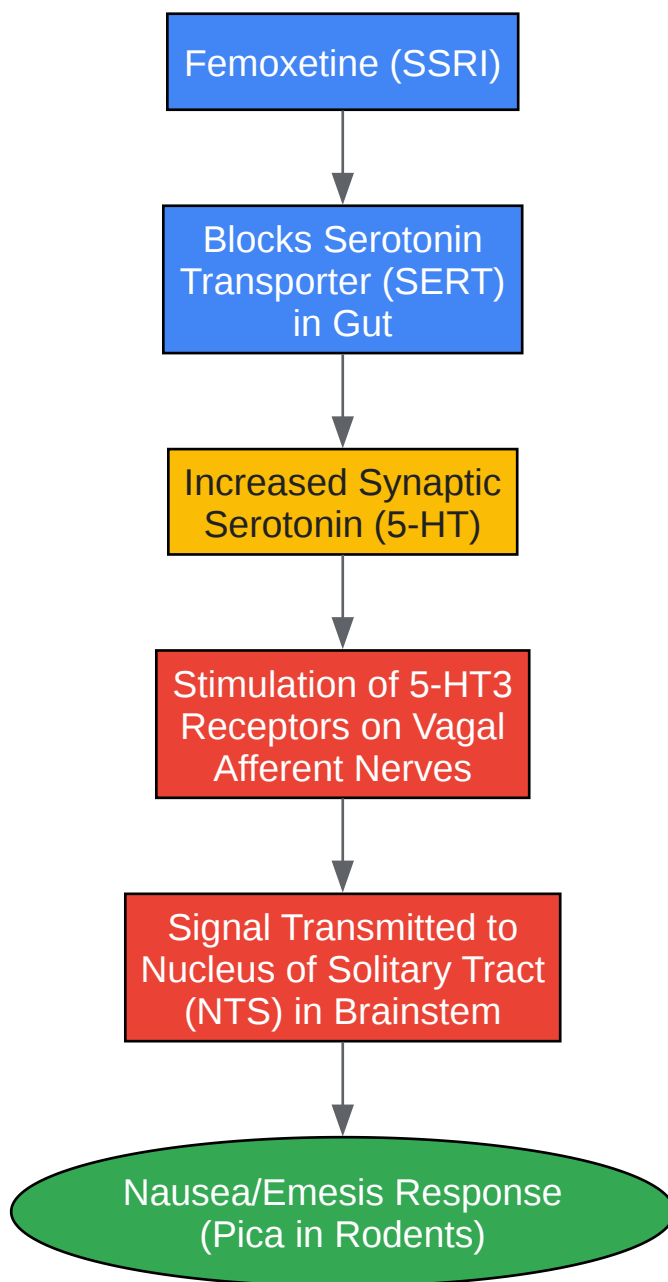 Femoxetine (SSRI)
Blocks Serotonin
Transporter (SERT)
in Gut
Increased Synaptic
Serotonin (5-HT)
Stimulation of 5-HT3
Receptors on Vagal
Afferent Nerves
Signal Transmitted to
Nucleus of Solitary Tract
(NTS) in Brainstem
Nausea/Emesis Response
(Pica in Rodents)